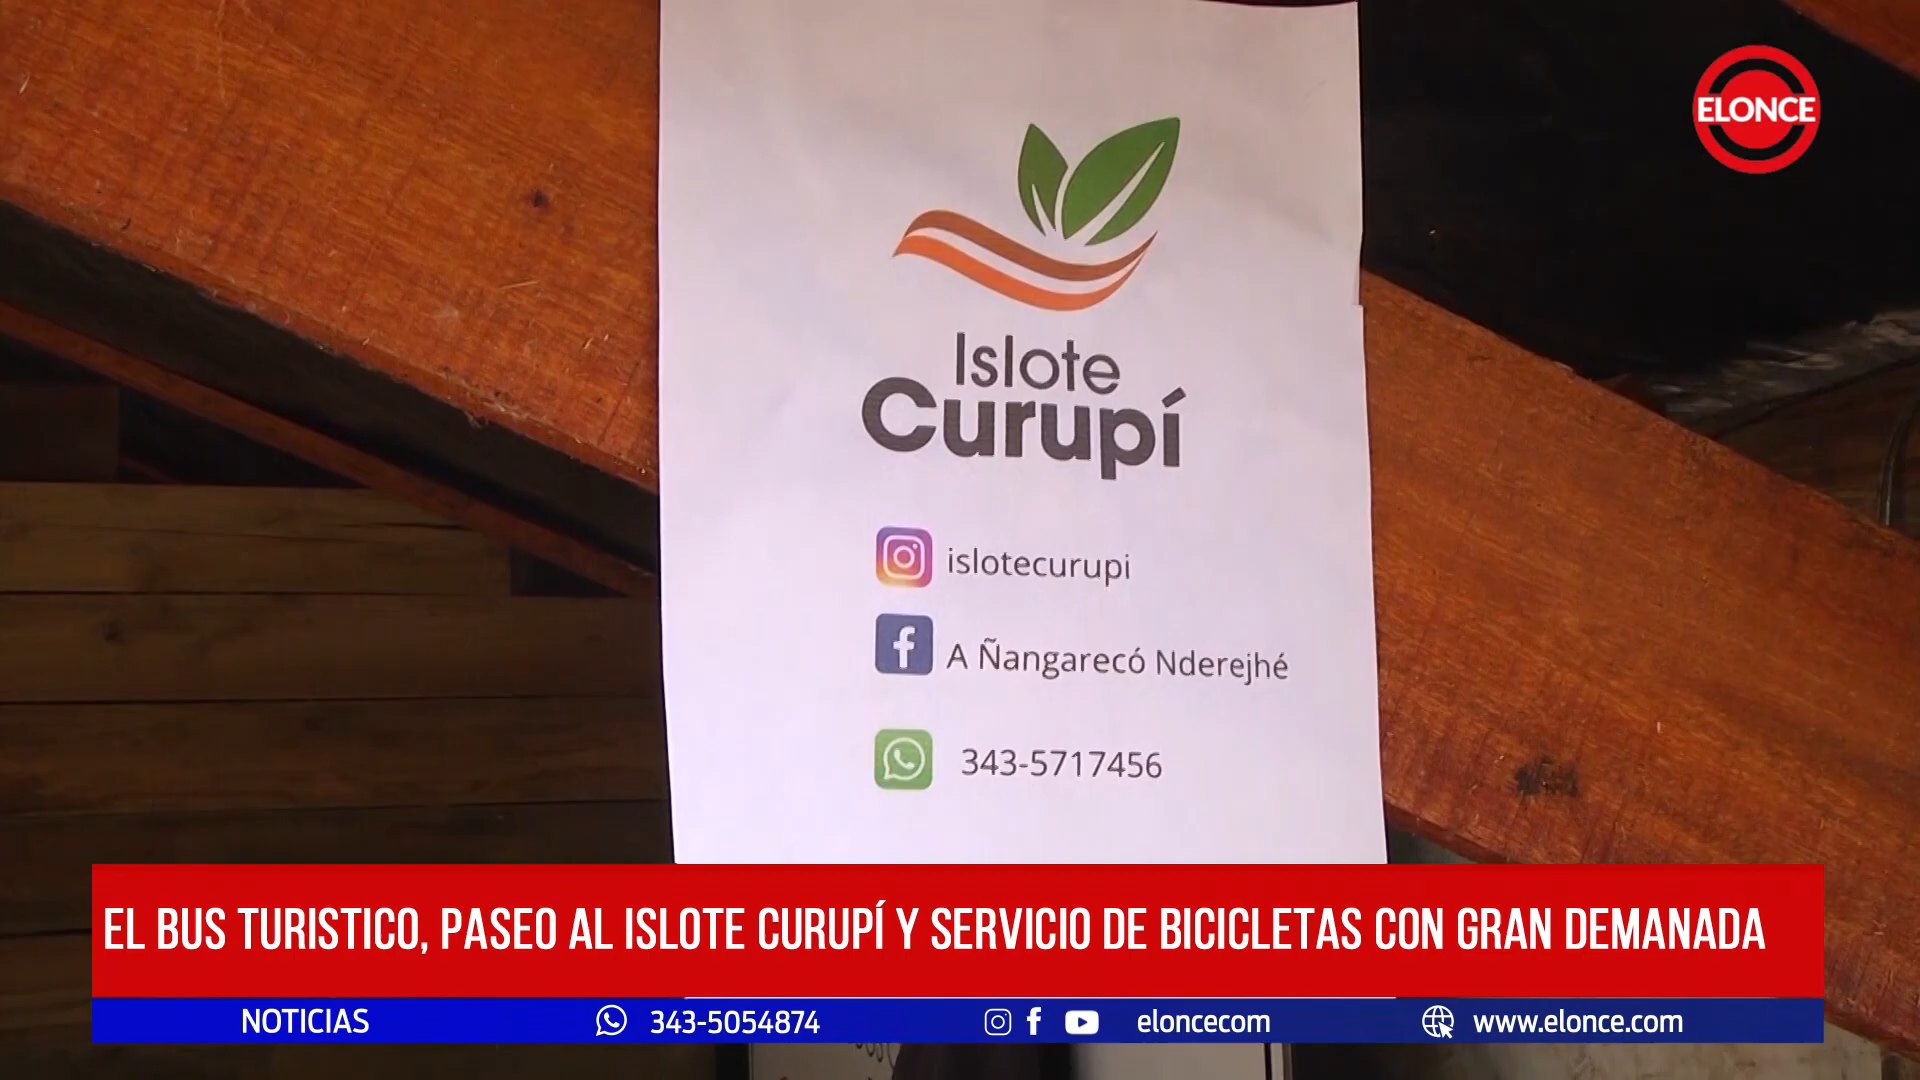 ELONCE
Islote
Curupí
islotecurupi
A Ñangarecó Nderejhé
343-5717456
EL BUS TURISTICO, PASEO AL ISLOTE CURUPÍ Y SERVICIO DE BICICLETAS CON GRAN DEMANADA
NOTICIAS 343-5054874 eloncecom www.elonce.com